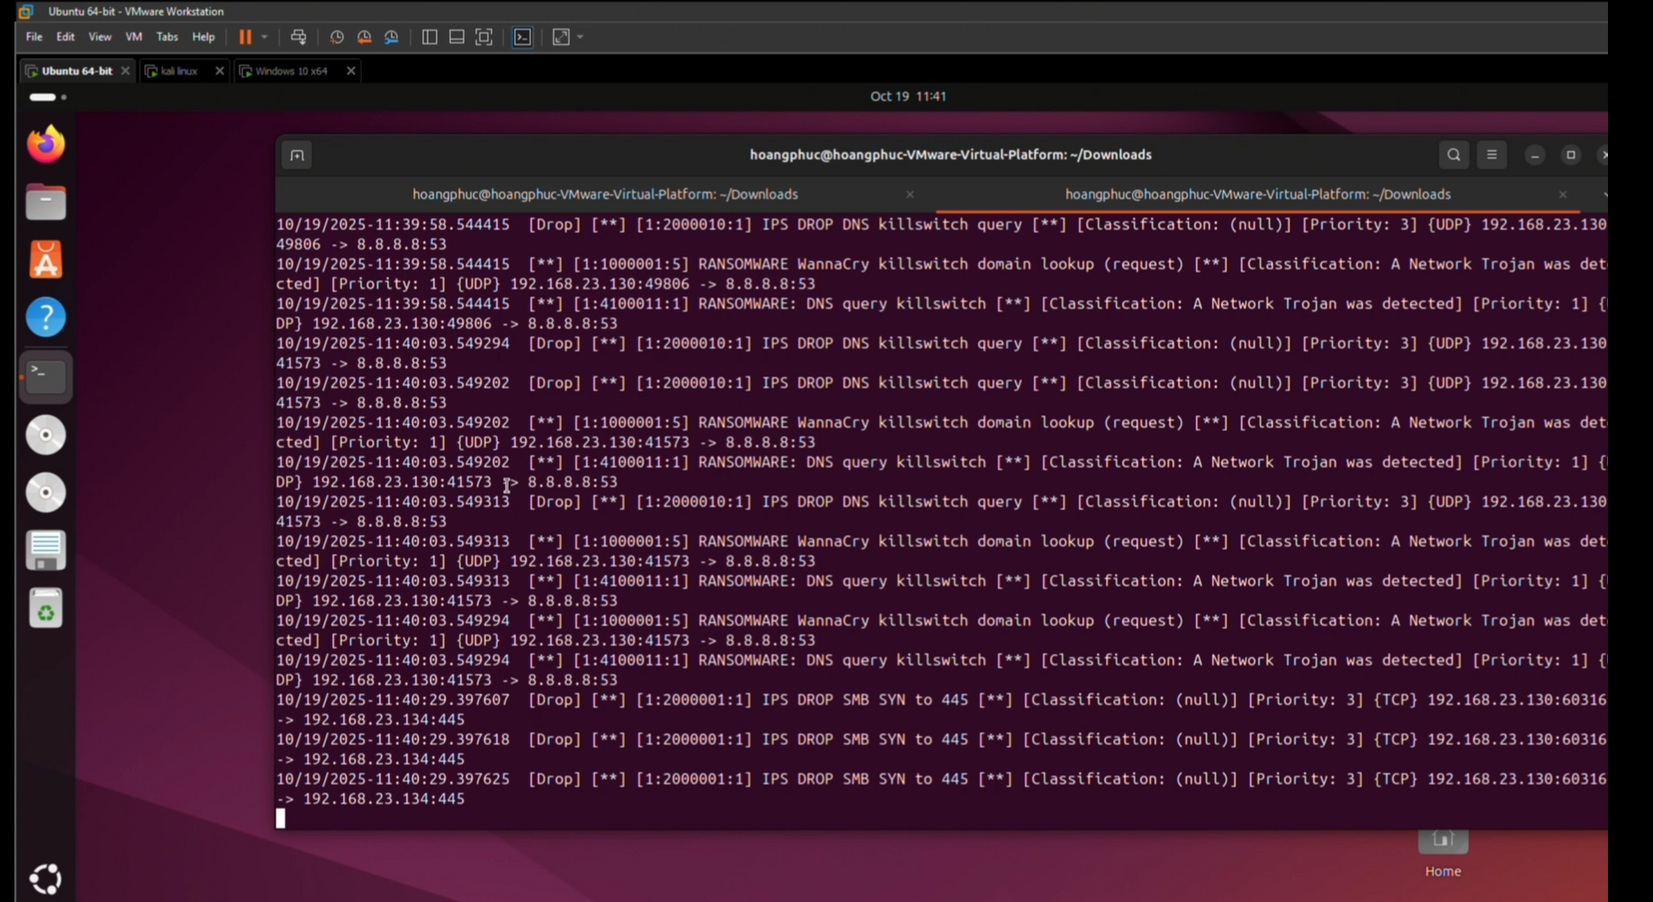 Ubuntu 64-bit - VMware Workstation
File Edit View VM Tabs Help
Ubuntu 64-bit kali linux Windows 10 x64
Oct 19 11:41
hoangphuc@hoangphuc-VMware-Virtual-Platform: ~/Downloads
hoangphuc@hoangphuc-VMware-Virtual-Platform: ~/Downloads hoangphuc@hoangphuc-VMware-Virtual-Platform: ~/Downloads
10/19/2025-11:39:58.544415 [Drop] [**] [1:2000010:1] IPS DROP DNS killswitch query [**] [Classification: (null)] [Priority: 3] {UDP} 192.168.23.130
49806 -> 8.8.8.8:53
10/19/2025-11:39:58.544415 [**] [1:1000001:5] RANSOMWARE WannaCry killswitch domain lookup (request) [**] [Classification: A Network Trojan was det
cted] [Priority: 1] {UDP} 192.168.23.130:49806 -> 8.8.8.8:53
10/19/2025-11:39:58.544415 [**] [1:4100011:1] RANSOMWARE: DNS query killswitch [**] [Classification: A Network Trojan was detected] [Priority: 1] {
DP} 192.168.23.130:49806 -> 8.8.8.8:53
10/19/2025-11:40:03.549294 [Drop] [**] [1:2000010:1] IPS DROP DNS killswitch query [**] [Classification: (null)] [Priority: 3] {UDP} 192.168.23.130
41573 -> 8.8.8.8:53
10/19/2025-11:40:03.549202 [Drop] [**] [1:2000010:1] IPS DROP DNS killswitch query [**] [Classification: (null)] [Priority: 3] {UDP} 192.168.23.130
41573 -> 8.8.8.8:53
10/19/2025-11:40:03.549202 [**] [1:1000001:5] RANSOMWARE WannaCry killswitch domain lookup (request) [**] [Classification: A Network Trojan was det
cted] [Priority: 1] {UDP} 192.168.23.130:41573 -> 8.8.8.8:53
10/19/2025-11:40:03.549202 [**] [1:4100011:1] RANSOMWARE: DNS query killswitch [**] [Classification: A Network Trojan was detected] [Priority: 1] {
DP} 192.168.23.130:41573 -> 8.8.8.8:53
10/19/2025-11:40:03.549313 [Drop] [**] [1:2000010:1] IPS DROP DNS killswitch query [**] [Classification: (null)] [Priority: 3] {UDP} 192.168.23.130
41573 -> 8.8.8.8:53
10/19/2025-11:40:03.549313 [**] [1:1000001:5] RANSOMWARE WannaCry killswitch domain lookup (request) [**] [Classification: A Network Trojan was det
cted] [Priority: 1] {UDP} 192.168.23.130:41573 -> 8.8.8.8:53
10/19/2025-11:40:03.549313 [**] [1:4100011:1] RANSOMWARE: DNS query killswitch [**] [Classification: A Network Trojan was detected] [Priority: 1] {
DP} 192.168.23.130:41573 -> 8.8.8.8:53
10/19/2025-11:40:03.549294 [**] [1:1000001:5] RANSOMWARE WannaCry killswitch domain lookup (request) [**] [Classification: A Network Trojan was det
cted] [Priority: 1] {UDP} 192.168.23.130:41573 -> 8.8.8.8:53
10/19/2025-11:40:03.549294 [**] [1:4100011:1] RANSOMWARE: DNS query killswitch [**] [Classification: A Network Trojan was detected] [Priority: 1] {
DP} 192.168.23.130:41573 -> 8.8.8.8:53
10/19/2025-11:40:29.397607 [Drop] [**] [1:2000001:1] IPS DROP SMB SYN to 445 [**] [Classification: (null)] [Priority: 3] {TCP} 192.168.23.130:60316
-> 192.168.23.134:445
10/19/2025-11:40:29.397618 [Drop] [**] [1:2000001:1] IPS DROP SMB SYN to 445 [**] [Classification: (null)] [Priority: 3] {TCP} 192.168.23.130:60316
-> 192.168.23.134:445
10/19/2025-11:40:29.397625 [Drop] [**] [1:2000001:1] IPS DROP SMB SYN to 445 [**] [Classification: (null)] [Priority: 3] {TCP} 192.168.23.130:60316
-> 192.168.23.134:445
Home